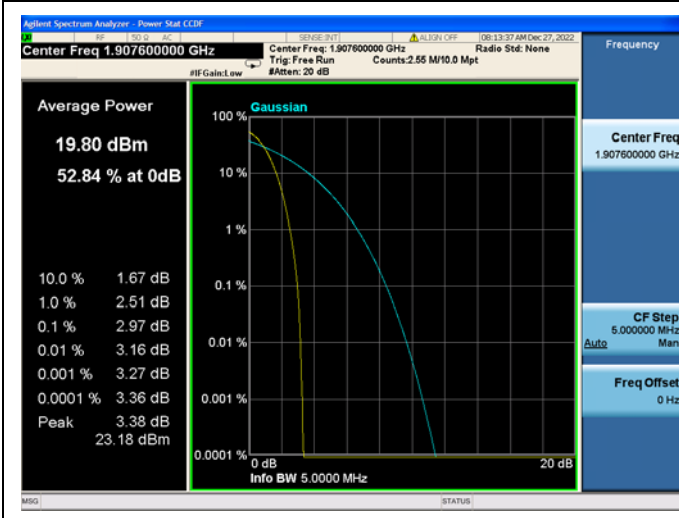 Agilent Spectrum Analyzer - Power Stat CCDF
RF 50 Ω AC SENSE:INT ALIGN OFF 08:13:37 AM Dec 27, 2022
Center Freq 1.907600000 GHz
Center Freq: 1.907600000 GHz Radio Std: None
Trig: Free Run Counts:2.55 M/10.0 Mpt
#IFGain:Low #Atten: 20 dB
Frequency
Average Power
19.80 dBm
52.84 % at 0dB
10.0 % 1.67 dB
1.0 % 2.51 dB
0.1 % 2.97 dB
0.01 % 3.16 dB
0.001 % 3.27 dB
0.0001 % 3.36 dB
Peak 3.38 dB
23.18 dBm
100 %
Gaussian
10 %
1 %
0.1 %
0.01 %
0.001 %
0.0001 %
0 dB 20 dB
Info BW 5.0000 MHz
Center Freq
1.907600000 GHz
CF Step
5.000000 MHz
Auto Man
Freq Offset
0 Hz
MSG STATUS